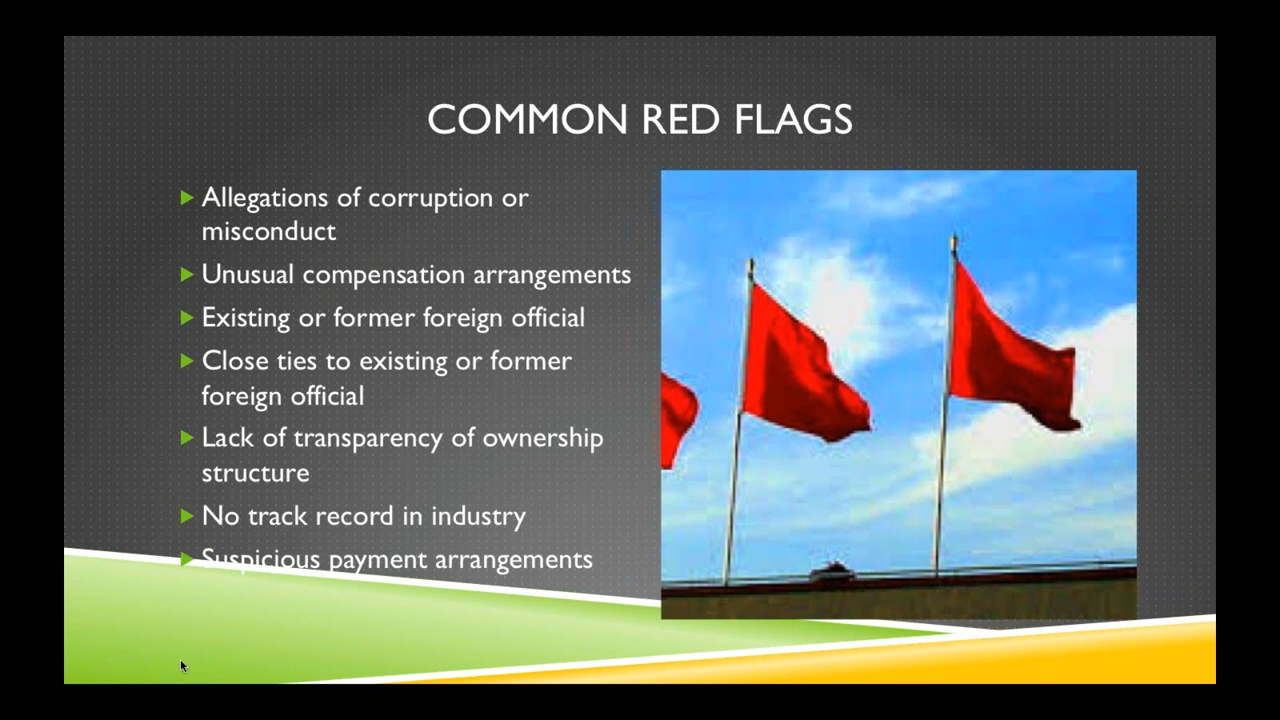 COMMON RED FLAGS
Allegations of corruption or
misconduct
Unusual compensation arrangements
Existing or former foreign official
Close ties to existing or former
foreign official
Lack of transparency of ownership
structure
No track record in industry
Suspicious payment arrangements